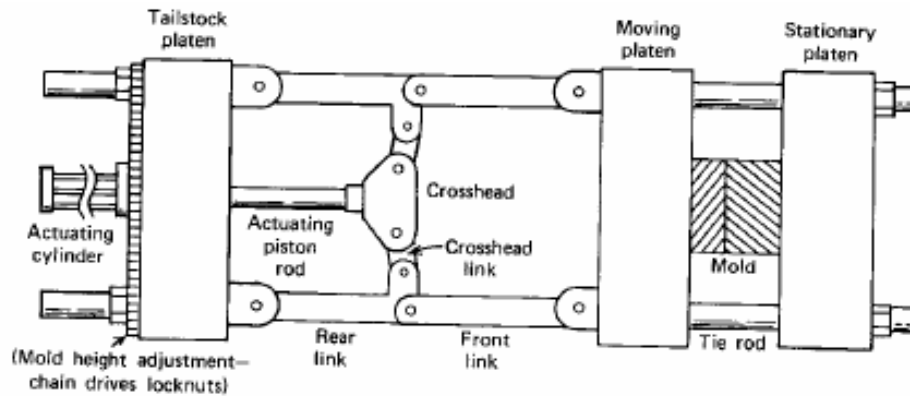 Tailstock
platen
Moving
platen
Stationary
platen
Crosshead
Actuating
cylinder
Actuating
piston
rod
Crosshead
link
Mold
Rear
link
Front
link
Tie rod
(Mold height adjustment—
chain drives locknuts)